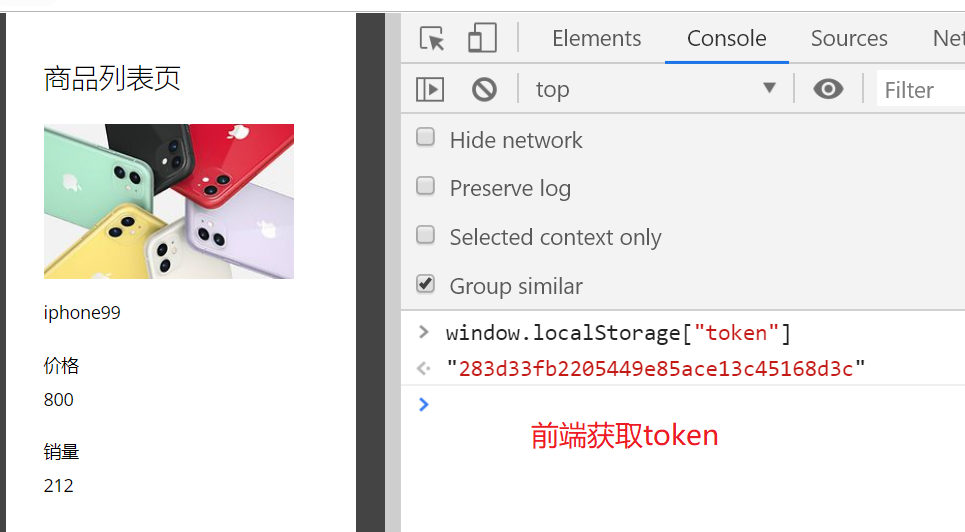 商品列表页
iphone99
价格
800
销量
212
Elements Console Sources
top Filter
Hide network
Preserve log
Selected context only
Group similar
window.localStorage["token"]
"283d33fb2205449e85ace13c45168d3c"
前端获取token